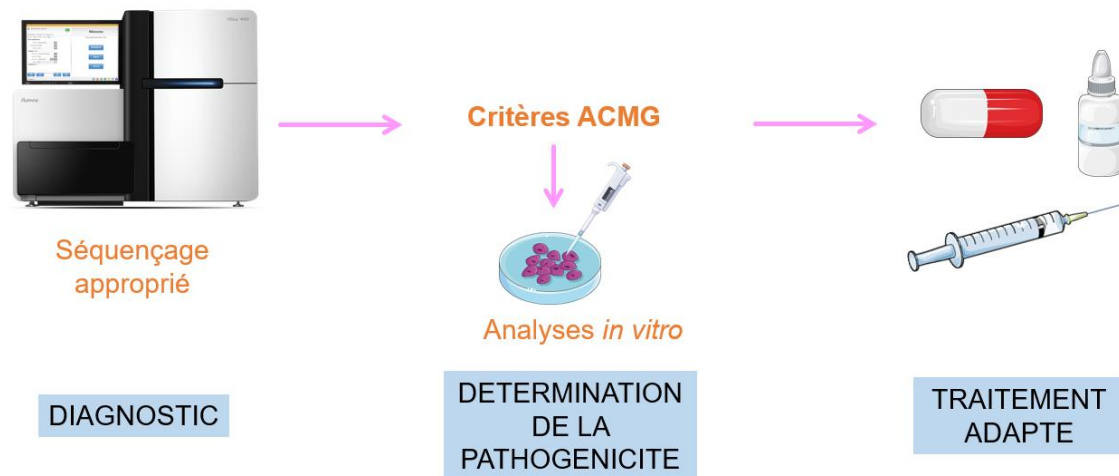 Séquençage
approprié
Critères ACMG
Analyses in vitro
DIAGNOSTIC
DETERMINATION
DE LA
PATHOGENICITE
TRAITEMENT
ADAPTE